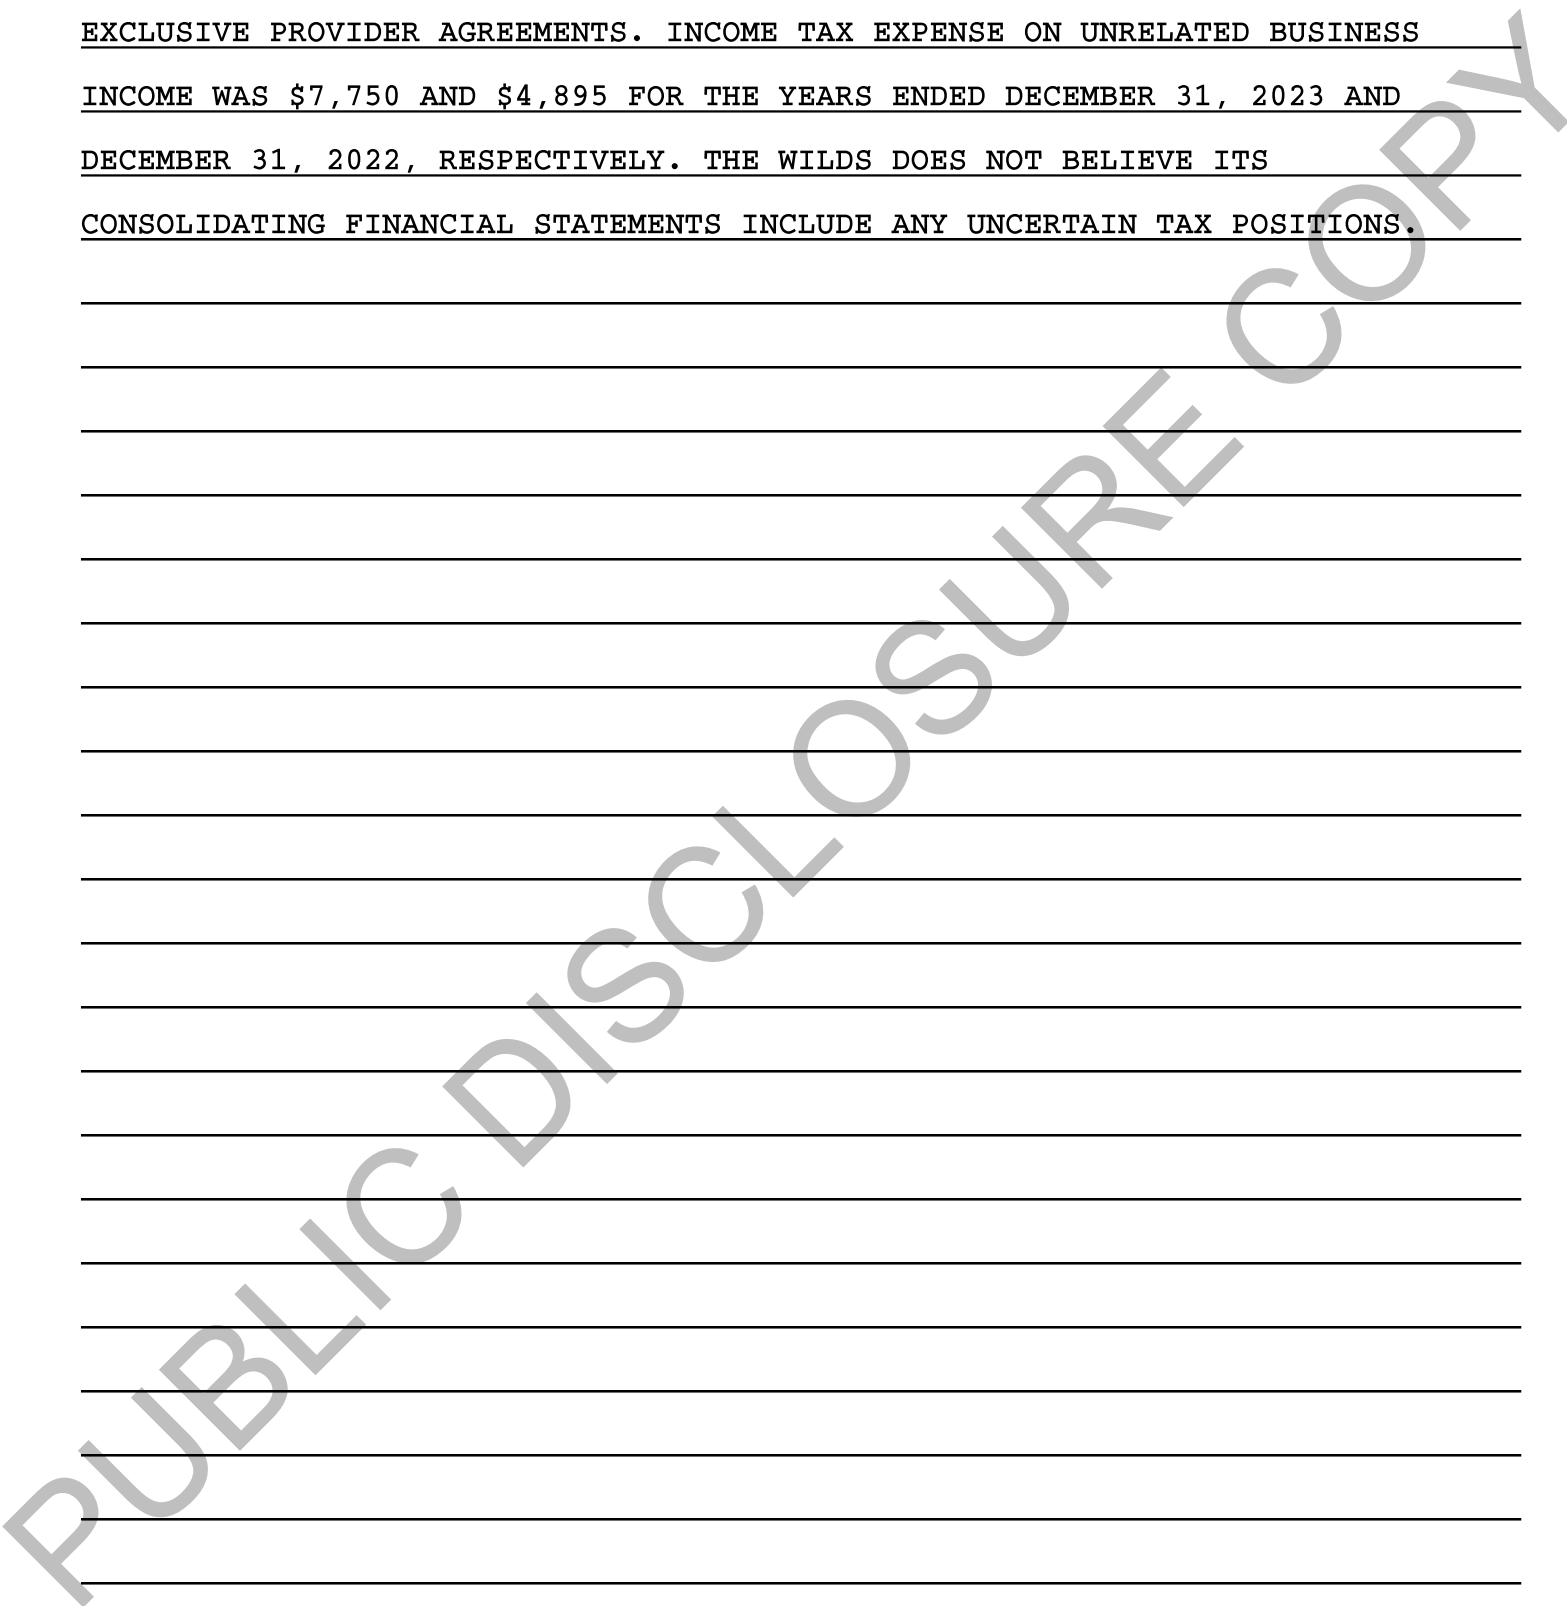 EXCLUSIVE PROVIDER AGREEMENTS. INCOME TAX EXPENSE ON UNRELATED BUSINESS
INCOME WAS $7,750 AND $4,895 FOR THE YEARS ENDED DECEMBER 31, 2023 AND
DECEMBER 31, 2022, RESPECTIVELY. THE WILDS DOES NOT BELIEVE ITS
CONSOLIDATING FINANCIAL STATEMENTS INCLUDE ANY UNCERTAIN TAX POSITIONS.
PUBLIC DISCLOSURE COPY